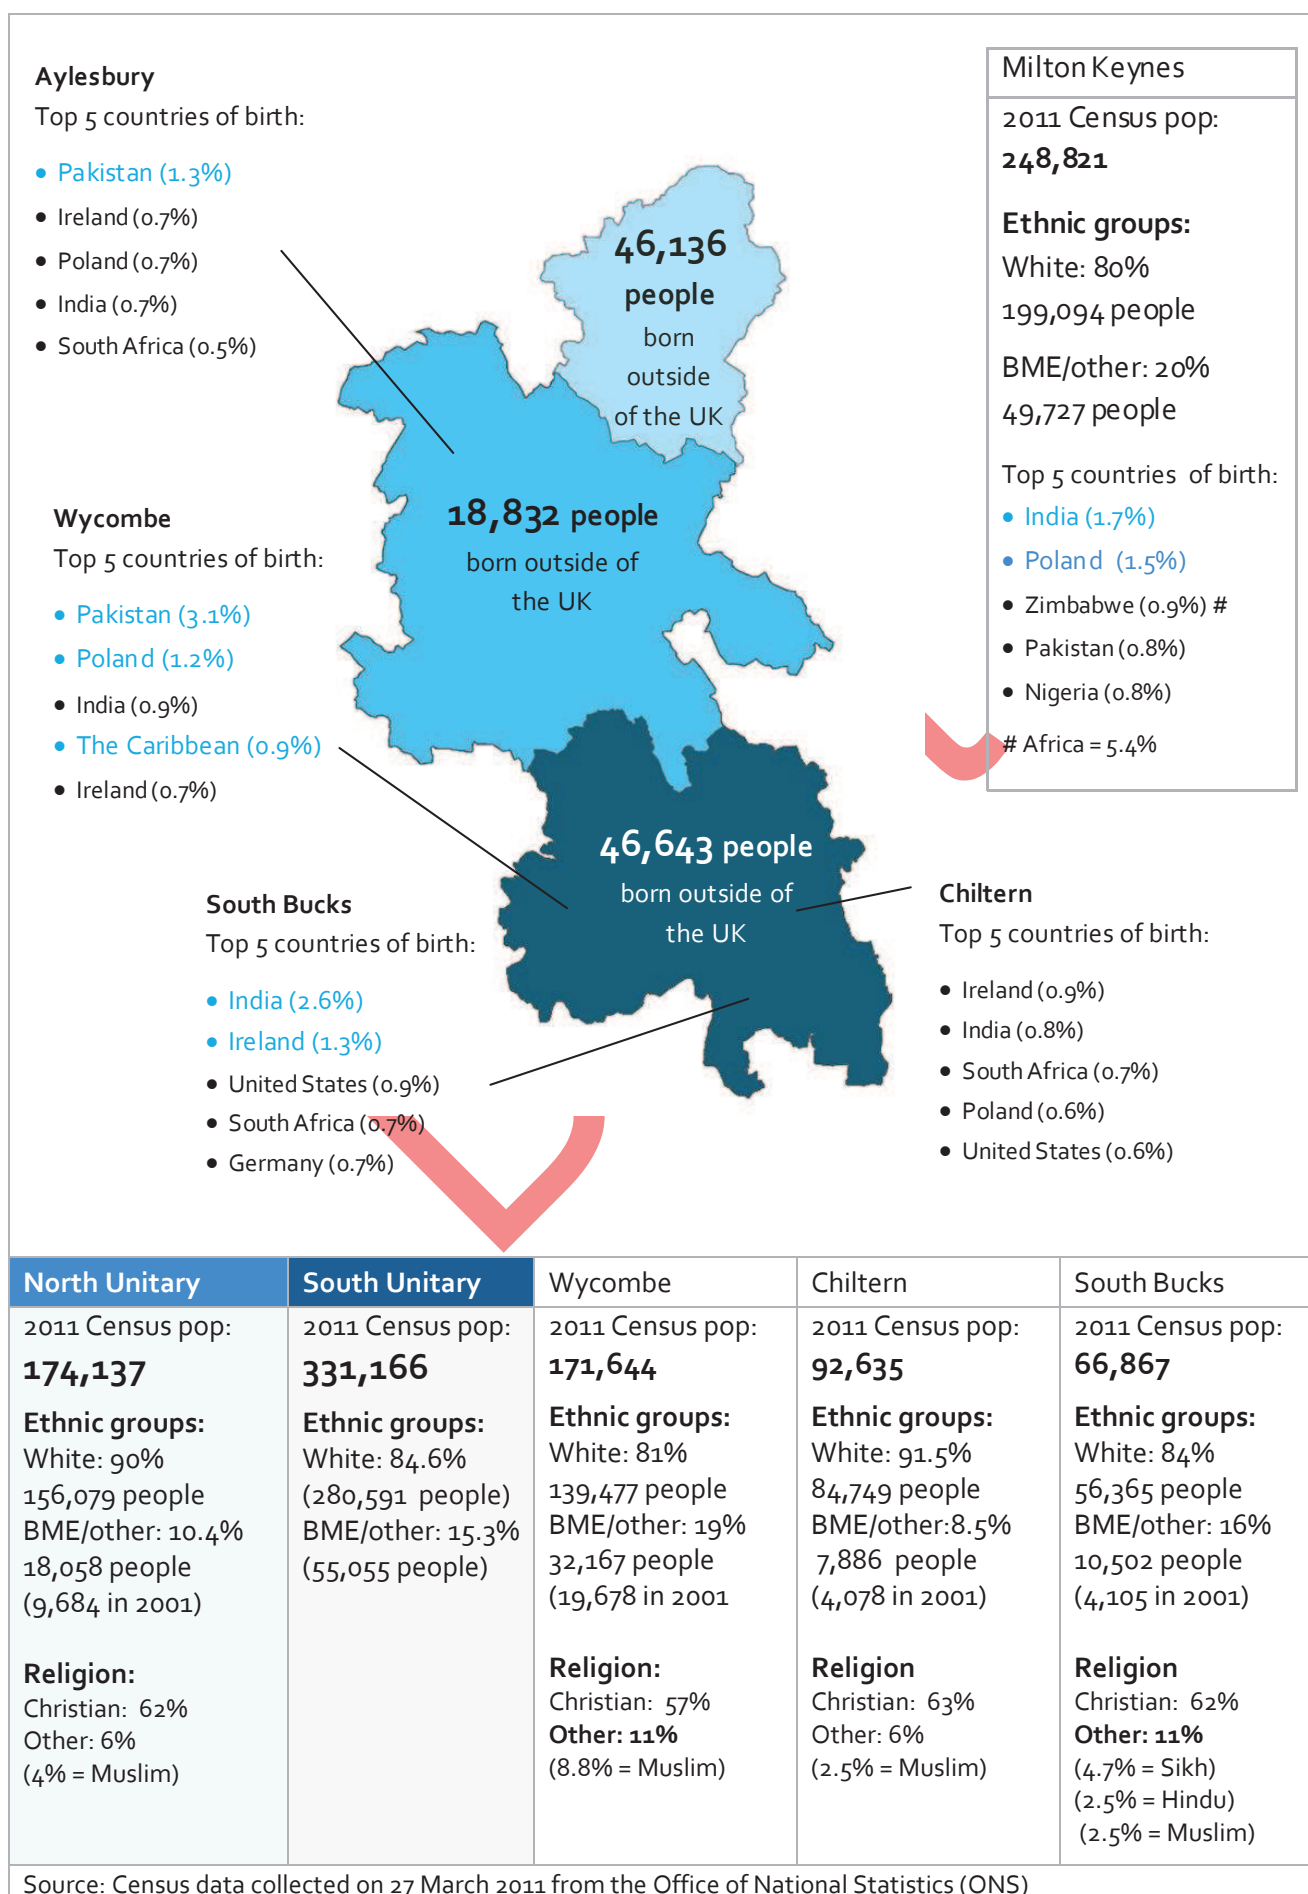 Aylesbury
Top 5 countries of birth:
• Pakistan (1.3%)
• Ireland (0.7%)
• Poland (0.7%)
• India (0.7%)
• South Africa (0.5%)
Milton Keynes
2011 Census pop:
248,821
Ethnic groups:
White: 80%
199,094 people
BME/other: 20%
49,727 people
Top 5 countries of birth:
• India (1.7%)
• Poland (1.5%)
• Zimbabwe (0.9%) #
• Pakistan (0.8%)
• Nigeria (0.8%)
# Africa = 5.4%
46,136
people
born
outside
of the UK
18,832 people
born outside of
the UK
Wycombe
Top 5 countries of birth:
• Pakistan (3.1%)
• Poland (1.2%)
• India (0.9%)
• The Caribbean (0.9%)
• Ireland (0.7%)
46,643 people
born outside of
the UK
South Bucks
Top 5 countries of birth:
• India (2.6%)
• Ireland (1.3%)
• United States (0.9%)
• South Africa (0.7%)
• Germany (0.7%)
Chiltern
Top 5 countries of birth:
• Ireland (0.9%)
• India (0.8%)
• South Africa (0.7%)
• Poland (0.6%)
• United States (0.6%)
North Unitary
2011 Census pop:
174,137
Ethnic groups:
White: 90%
156,079 people
BME/other: 10.4%
18,058 people
(9,684 in 2001)
Religion:
Christian: 62%
Other: 6%
(4% = Muslim)
South Unitary
2011 Census pop:
331,166
Ethnic groups:
White: 84.6%
(280,591 people)
BME/other: 15.3%
(55,055 people)
Wycombe
2011 Census pop:
171,644
Ethnic groups:
White: 81%
139,477 people
BME/other: 19%
32,167 people
(19,678 in 2001
Religion:
Christian: 57%
Other: 11%
(8.8% = Muslim)
Chiltern
2011 Census pop:
92,635
Ethnic groups:
White: 91.5%
84,749 people
BME/other:8.5%
7,886 people
(4,078 in 2001)
Religion
Christian: 63%
Other: 6%
(2.5% = Muslim)
South Bucks
2011 Census pop:
66,867
Ethnic groups:
White: 84%
56,365 people
BME/other: 16%
10,502 people
(4,105 in 2001)
Religion
Christian: 62%
Other: 11%
(4.7% = Sikh)
(2.5% = Hindu)
(2.5% = Muslim)
Source: Census data collected on 27 March 2011 from the Office of National Statistics (ONS)